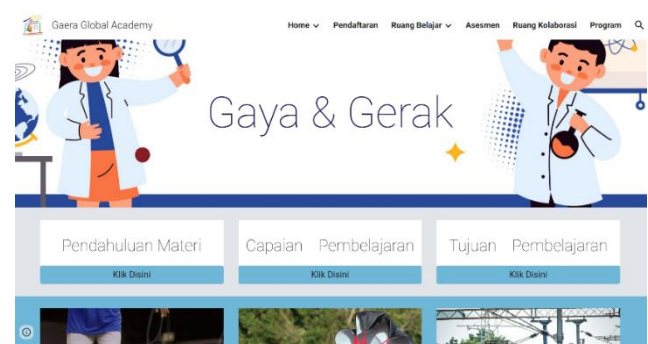 Gaera Global Academy
Home Pendaftaran Ruang Belajar Asesmen Ruang Kolaborasi Program
Gaya & Gerak
Pendahuluan Materi
Klik Disini
Capaian Pembelajaran
Klik Disini
Tujuan Pembelajaran
Klik Disini